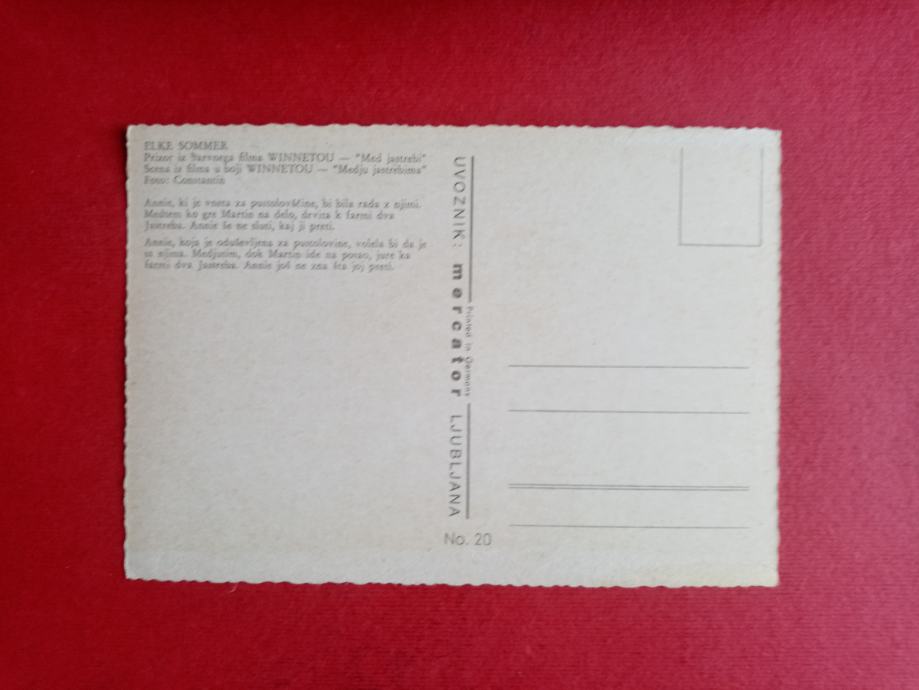 ELKE SOMMER
Prizor iz barvnega filma WINNETOU — "Med jastrebi"
Scena iz filma u boji WINNETOU — "Medju jastrebima"
Foto: Constantin
Annie, ki je vneta za pustolovščine, bi bila rada z njimi.
Medtem ko gre Martin na delo, drvita k farmi dva
Jastreba. Annie še ne sluti, kaj ji preti.
Annie, koja je oduševljena za pustolovine, volela bi da je
sa njima. Medjutim, dok Martin ide na posao, jure ka
farmi dva Jastreba. Annie još ne zna šta joj preti.
UVOZNIK: mercator LJUBLJANA
Printed in Germany
No. 20